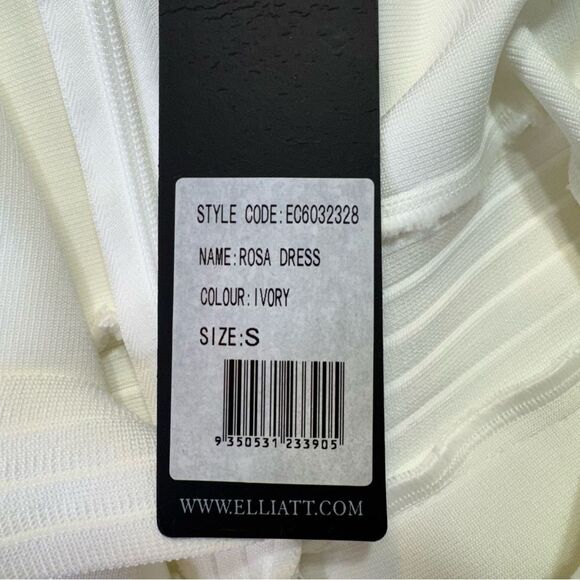 STYLE CODE:EC6032328
NAME:ROSA DRESS
COLOUR:IVORY
SIZE:S
9 350531 233905
WWW.ELLIATT.COM